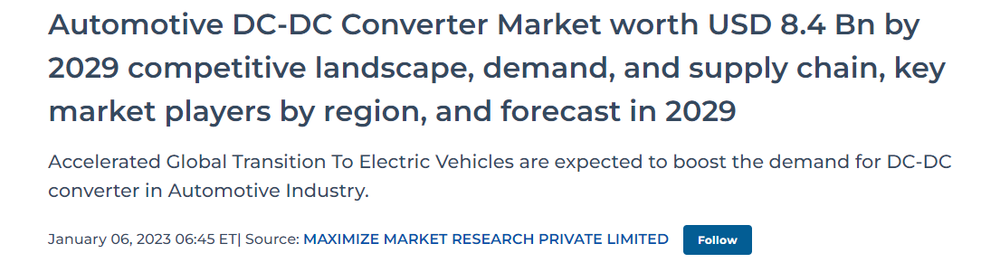 Automotive DC-DC Converter Market worth USD 8.4 Bn by
2029 competitive landscape, demand, and supply chain, key
market players by region, and forecast in 2029
Accelerated Global Transition To Electric Vehicles are expected to boost the demand for DC-DC
converter in Automotive Industry.
January 06, 2023 06:45 ET| Source: MAXIMIZE MARKET RESEARCH PRIVATE LIMITED Follow